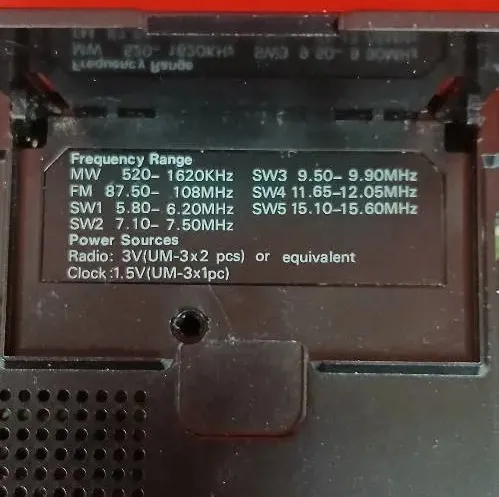 Frequency Range
MW 520- 1620KHz SW3 9.50- 9.90MHz
FM 87.50- 108MHz SW4 11.65-12.05MHz
SW1 5.80- 6.20MHz SW5 15.10-15.60MHz
SW2 7.10- 7.50MHz
Power Sources
Radio: 3V(UM-3x2 pcs) or equivalent
Clock:1.5V(UM-3x1pc)